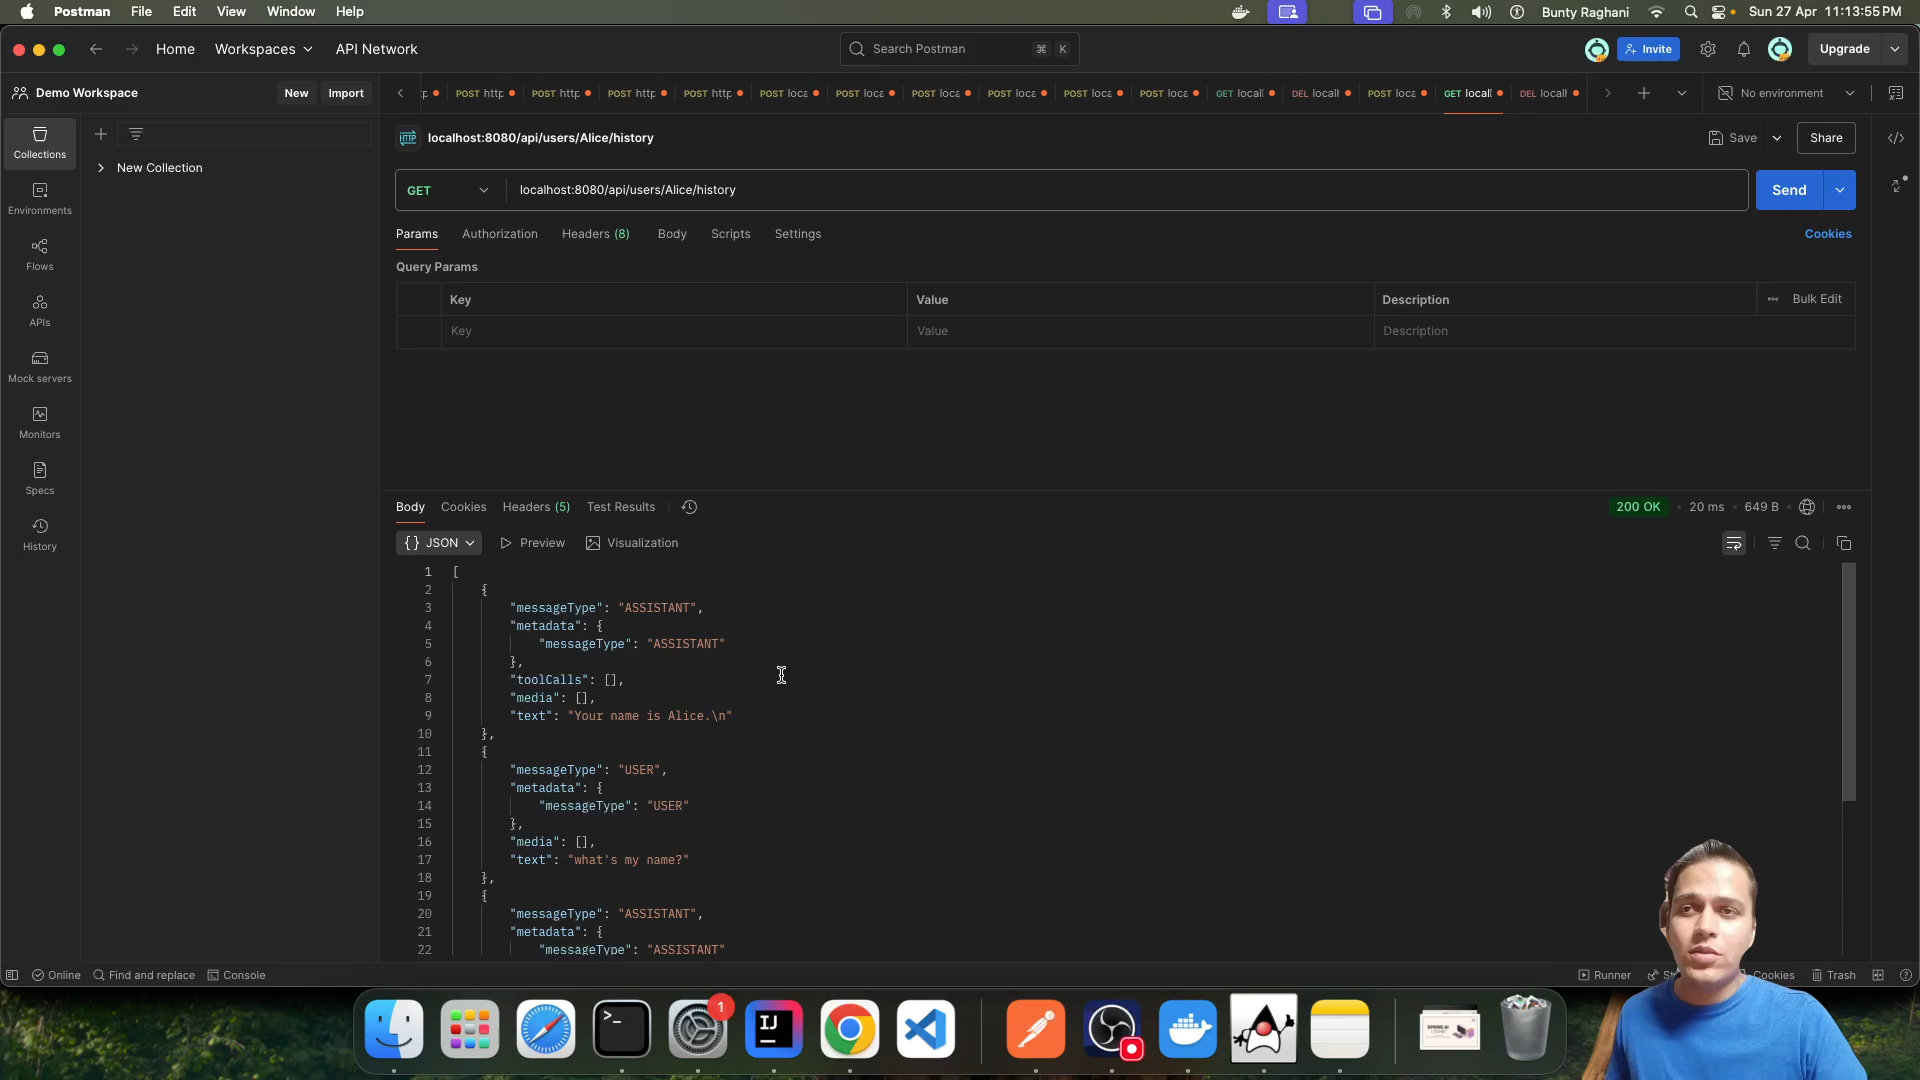 Postman File Edit View Window Help
Bunty Raghani Sun 27 Apr 11:13:55 PM
Home Workspaces API Network
Search Postman ⌘ K
Invite Upgrade
Demo Workspace New Import
POST http POST http POST http POST http POST loca POST loca POST loca POST loca POST loca POST loca GET locall DEL locall POST loca GET locall DEL locall No environment
Collections
New Collection
Environments
Flows
APIs
Mock servers
Monitors
Specs
History
HTTP localhost:8080/api/users/Alice/history
Save Share
GET localhost:8080/api/users/Alice/history Send
Params Authorization Headers (8) Body Scripts Settings Cookies
Query Params
Key Value Description Bulk Edit
Key Value Description
Body Cookies Headers (5) Test Results 200 OK 20 ms 649 B
{} JSON Preview Visualization
1 [
2 {
3 "messageType": "ASSISTANT",
4 "metadata": {
5 "messageType": "ASSISTANT"
6 },
7 "toolCalls": [],
8 "media": [],
9 "text": "Your name is Alice.\n"
10 },
11 {
12 "messageType": "USER",
13 "metadata": {
14 "messageType": "USER"
15 },
16 "media": [],
17 "text": "what's my name?"
18 },
19 {
20 "messageType": "ASSISTANT",
21 "metadata": {
22 "messageType": "ASSISTANT"
Online Find and replace Console
Runner Cookies Trash
1
IJ